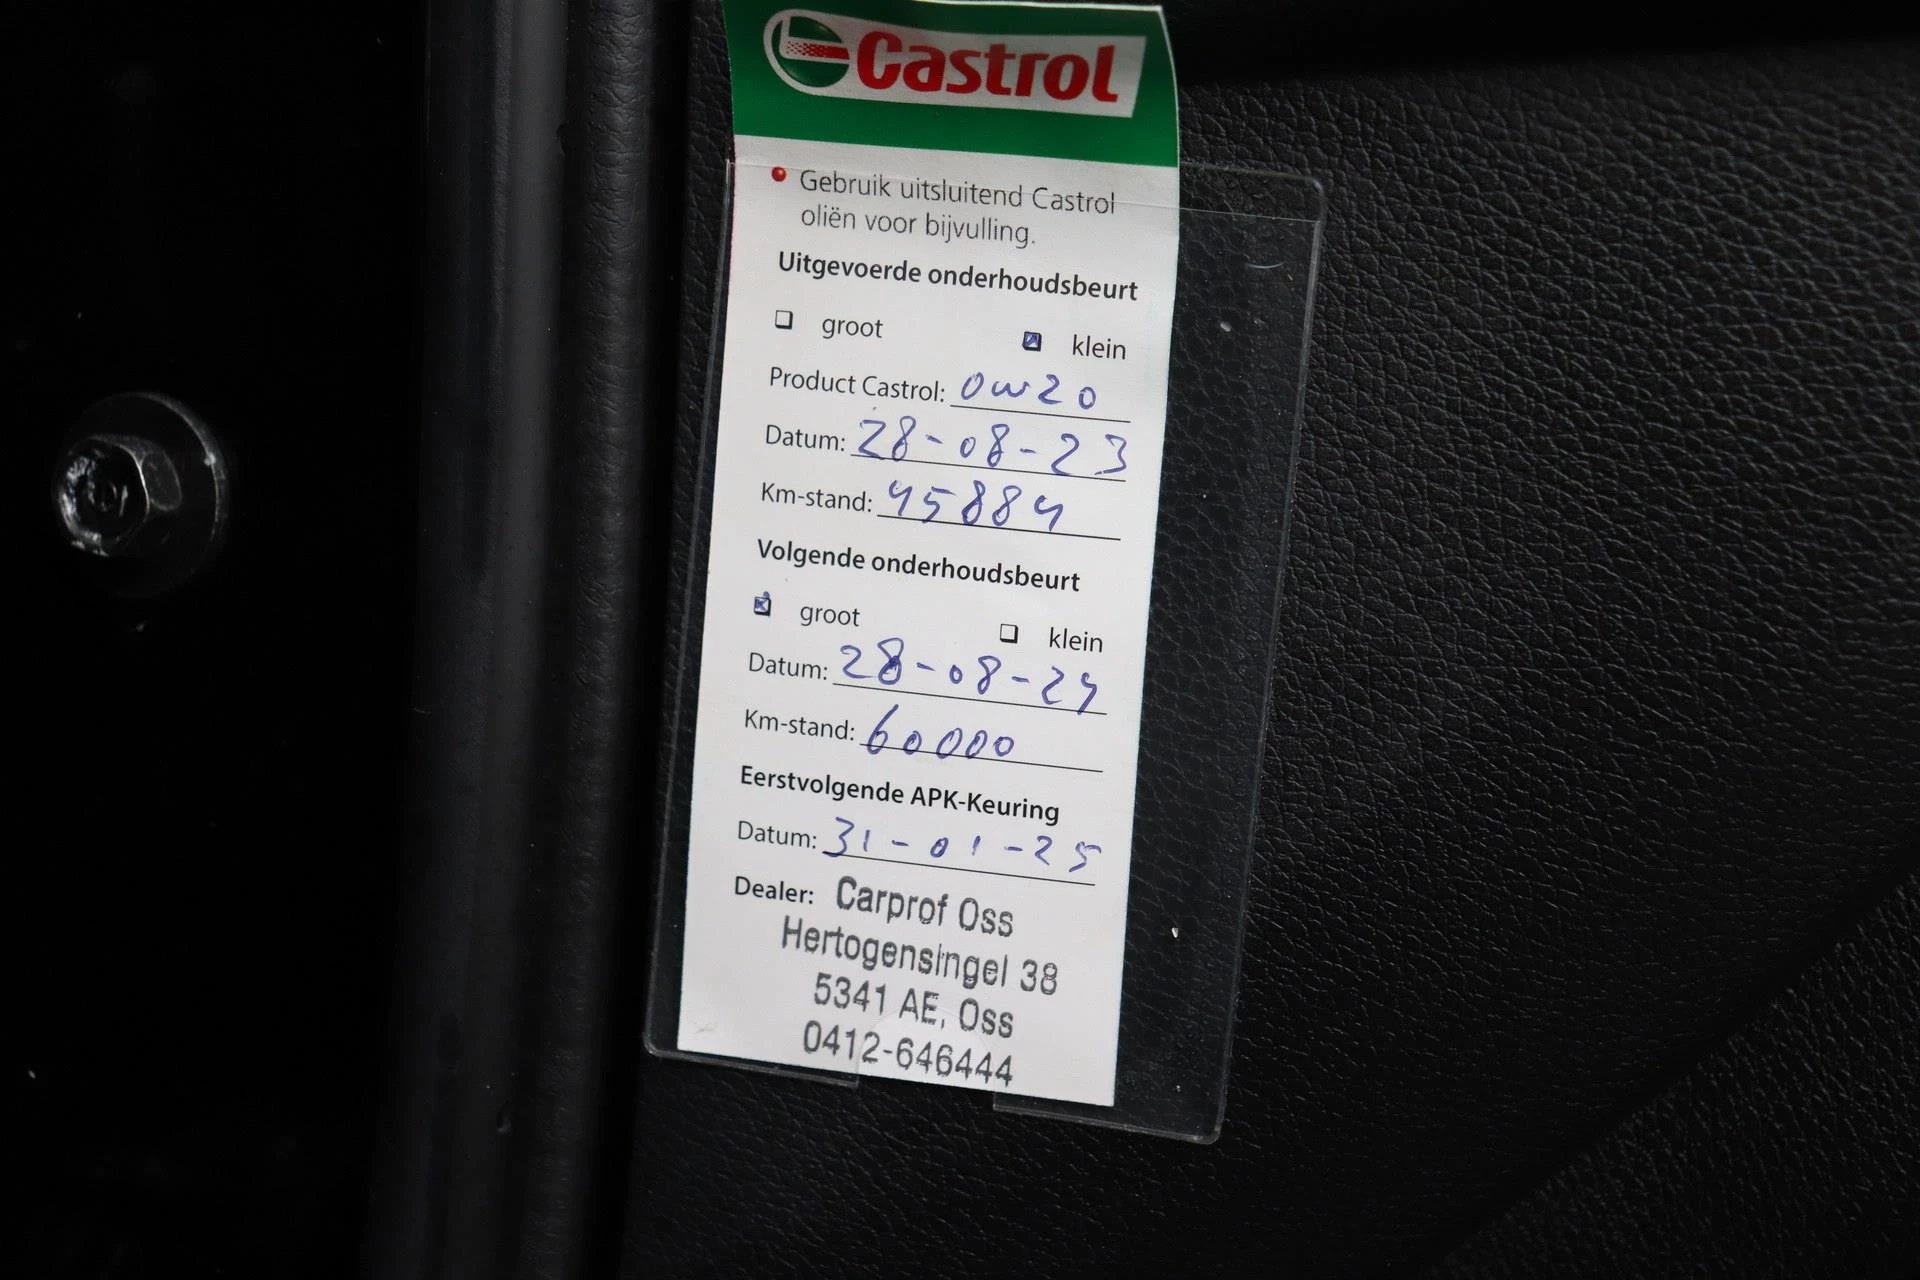 Castrol
Gebruik uitsluitend Castrol
oliën voor bijvulling.
Uitgevoerde onderhoudsbeurt
groot klein
Product Castrol: 0w20
Datum: 28-08-23
Km-stand: 45884
Volgende onderhoudsbeurt
groot klein
Datum: 28-08-24
Km-stand: 60000
Eerstvolgende APK-Keuring
Datum: 31-01-25
Dealer: Carprof Oss
Hertogensingel 38
5341 AE, Oss
0412-646444